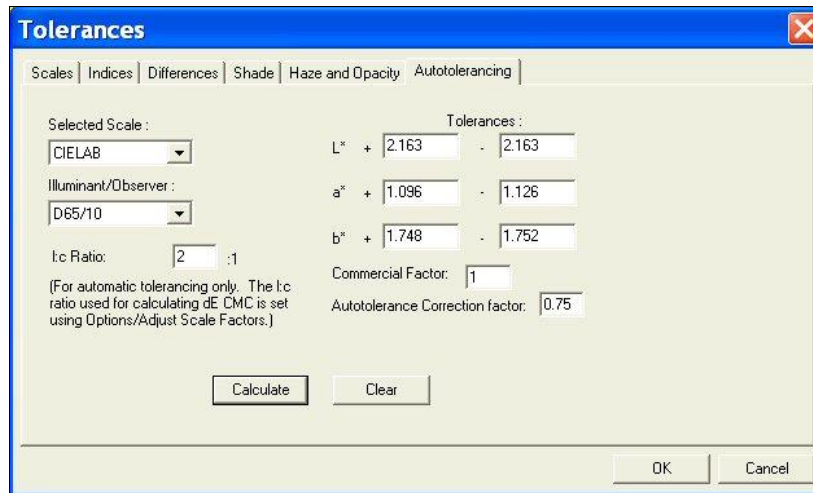 Tolerances
Scales Indices Differences Shade Haze and Opacity Autotolerancing
Selected Scale :
CIELAB
Illuminant/Observer :
D65/10
l:c Ratio: 2 :1
(For automatic tolerancing only. The l:c
ratio used for calculating dE CMC is set
using Options/Adjust Scale Factors.)
Tolerances :
L* + 2.163 - 2.163
a* + 1.096 - 1.126
b* + 1.748 - 1.752
Commercial Factor: 1
Autotolerance Correction factor: 0.75
Calculate Clear
OK Cancel